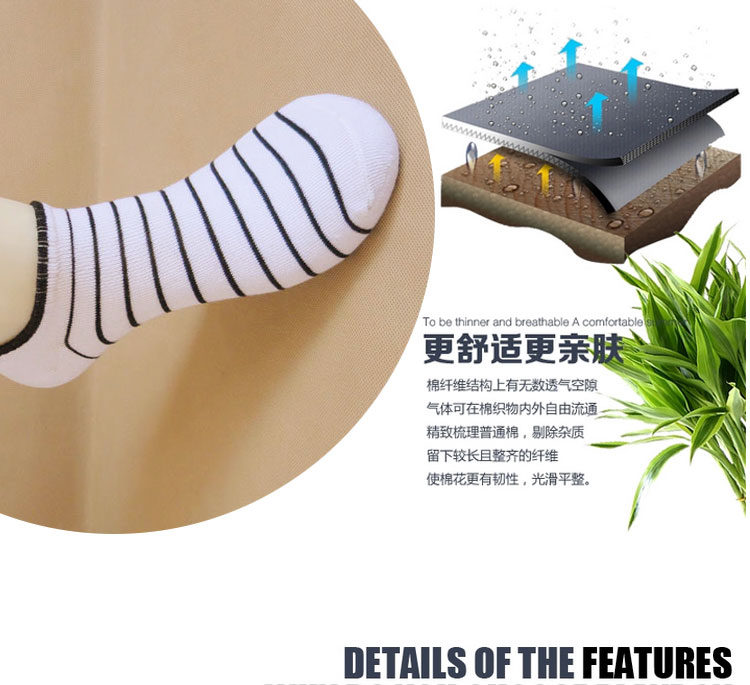 To be thinner and breathable A comfortable
更舒适更亲肤
棉纤维结构上有无数透气空隙
气体可在棉织物内外自由流通
精致梳理普通棉，剔除杂质
留下较长且整齐的纤维
使棉花更有韧性，光滑平整。
DETAILS OF THE FEATURES